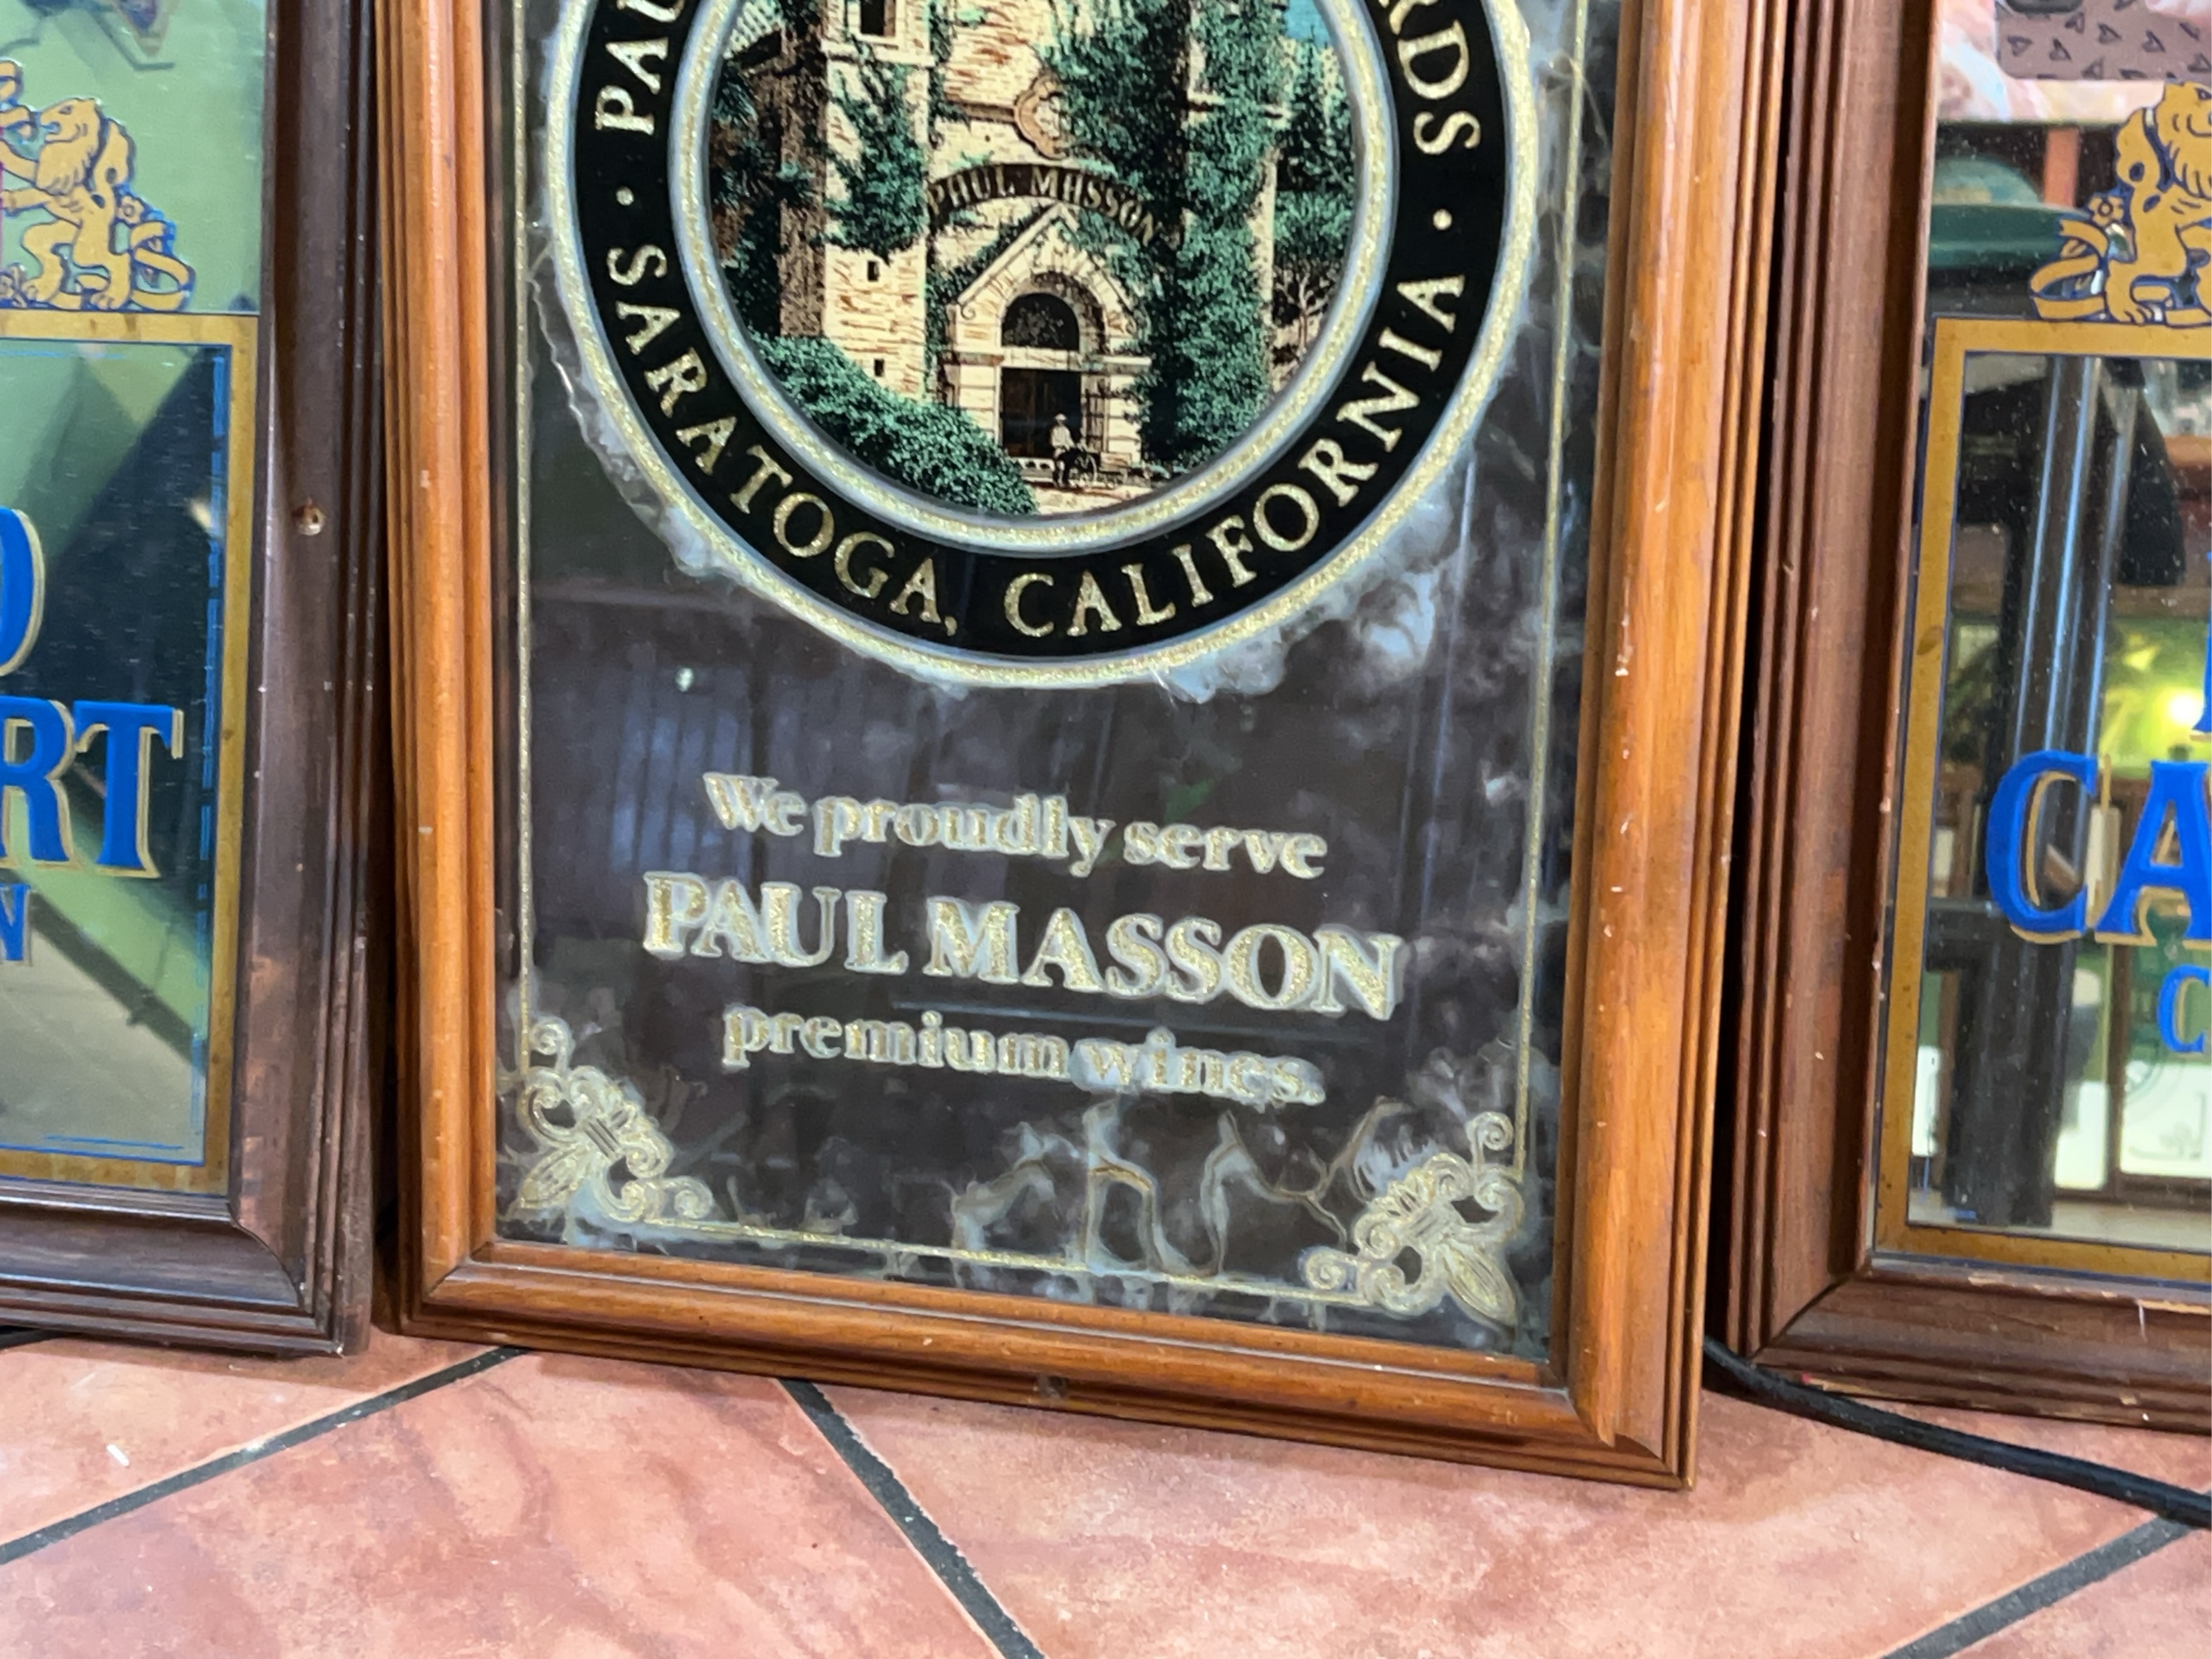 PAU
RDS
· SARATOGA, CALIFORNIA ·
PAUL MASSON
We proudly serve
PAUL MASSON
premium wines.
RT
N
CA
C